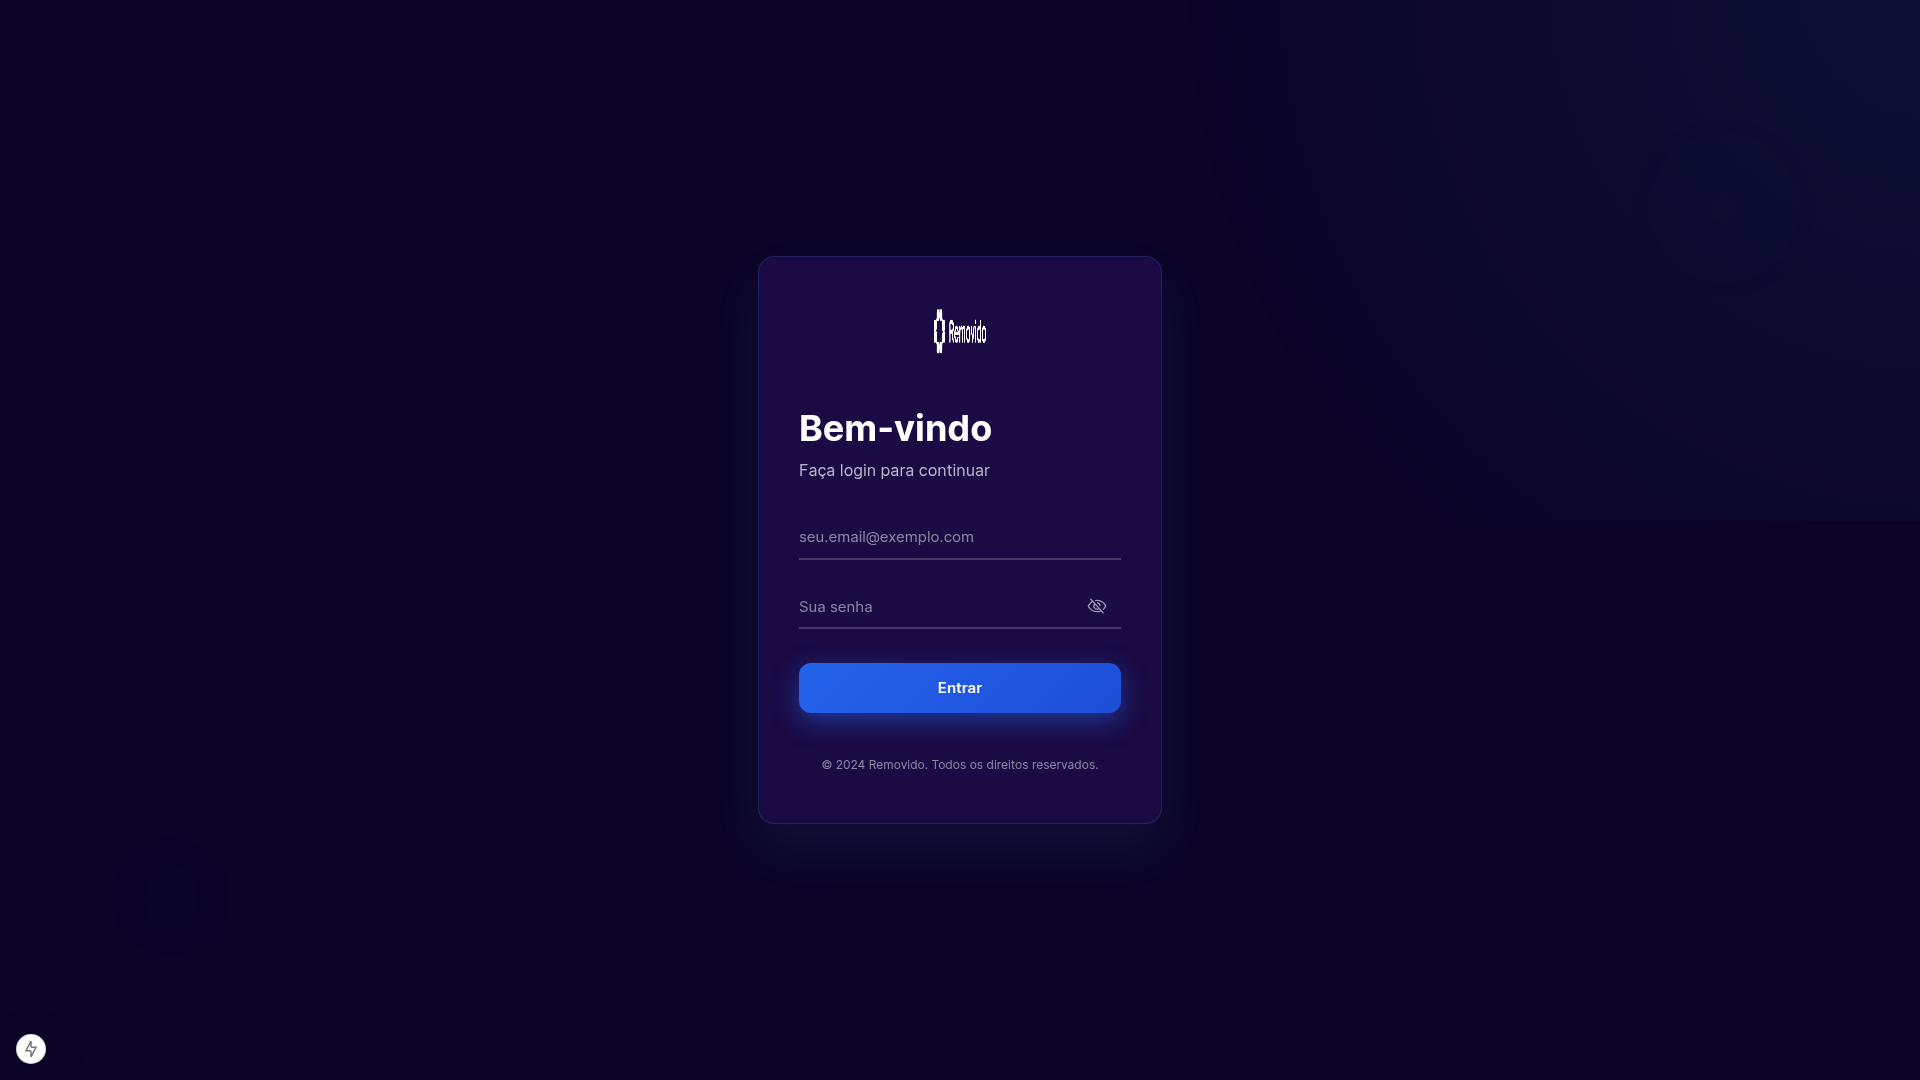 Removido
Bem-vindo
Faça login para continuar
seu.email@exemplo.com
Sua senha
Entrar
© 2024 Removido. Todos os direitos reservados.